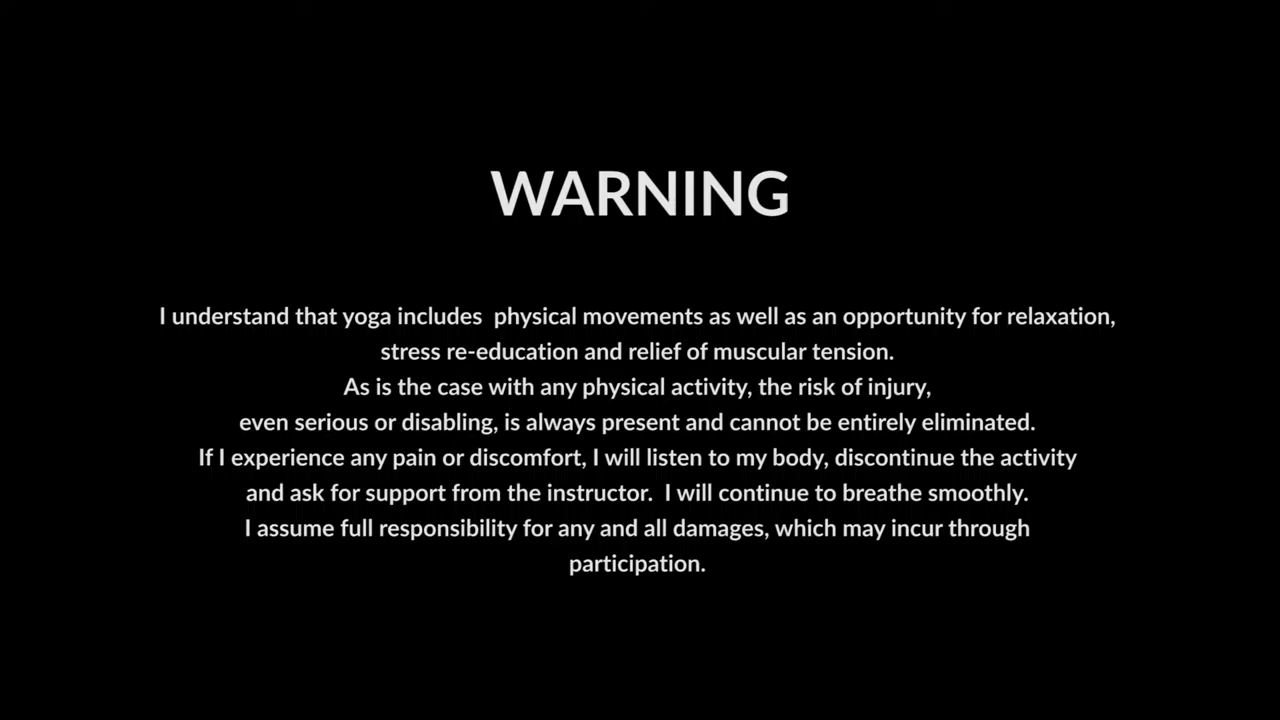 WARNING
I understand that yoga includes  physical movements as well as an opportunity for relaxation,
stress re-education and relief of muscular tension.
As is the case with any physical activity, the risk of injury,
even serious or disabling, is always present and cannot be entirely eliminated.
If I experience any pain or discomfort, I will listen to my body, discontinue the activity
and ask for support from the instructor.  I will continue to breathe smoothly.
I assume full responsibility for any and all damages, which may incur through
participation.